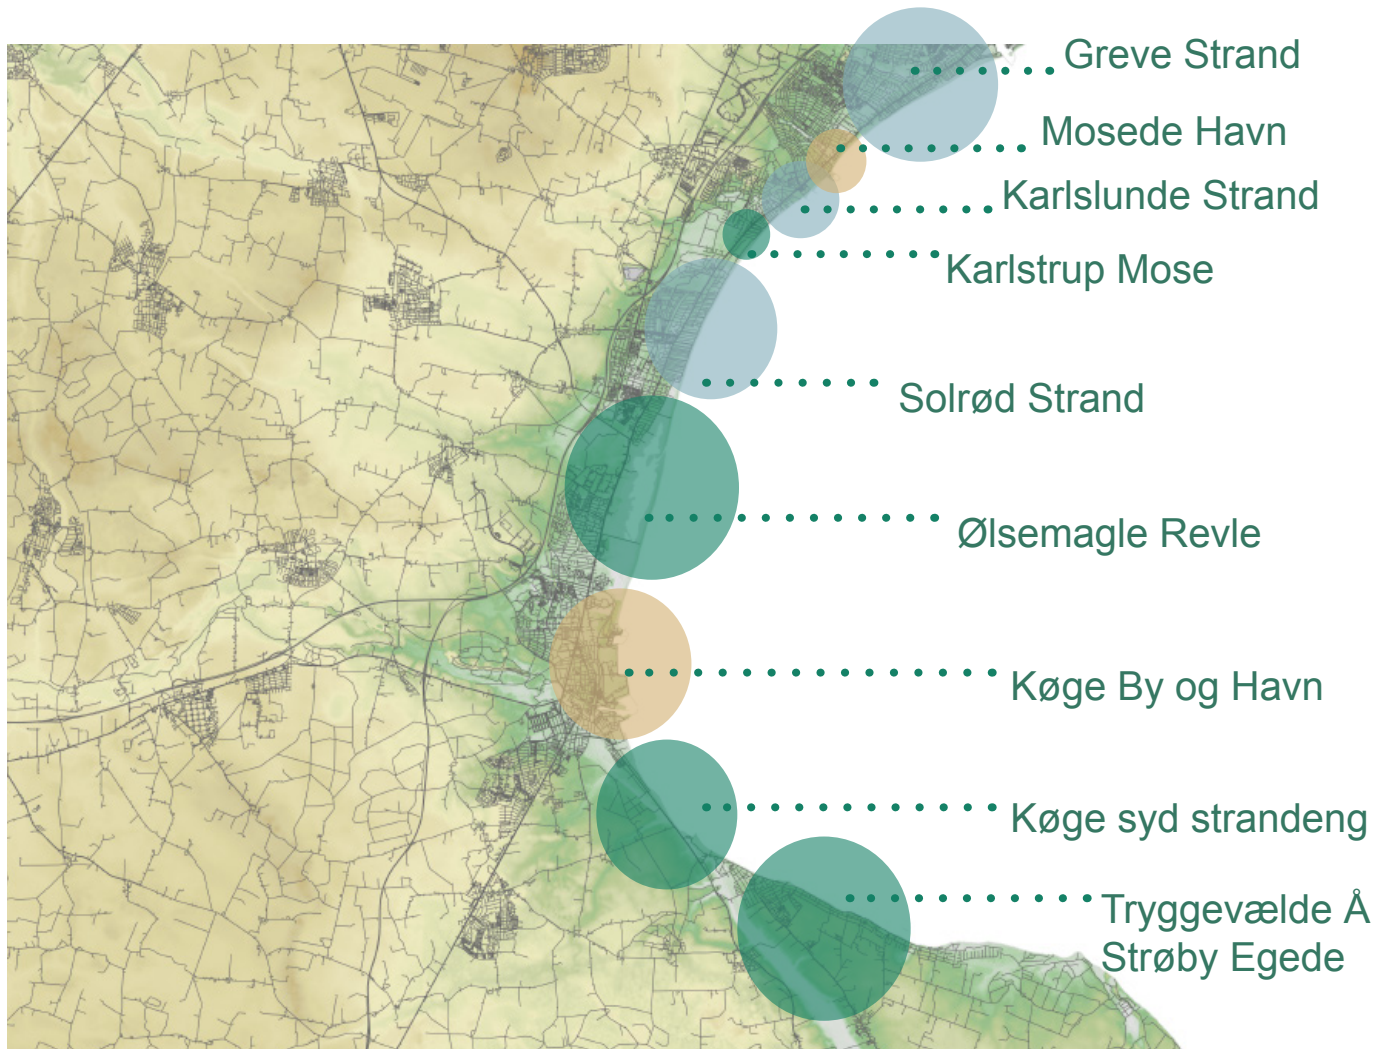 Greve Strand
Mosede Havn
Karlslunde Strand
Karlstrup Mose
Solrød Strand
Ølsemagle Revle
Køge By og Havn
Køge syd strandeng
Tryggevælde Å
Strøby Egede